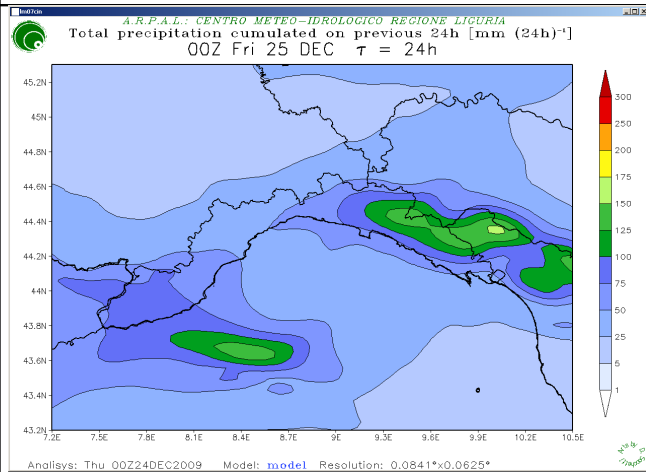 lm07cin
A.R.P.A.L.: CENTRO METEO-IDROLOGICO REGIONE LIGURIA
Total precipitation cumulated on previous 24h [mm (24h)⁻¹]
00Z Fri 25 DEC τ = 24h
45.2N
45N
44.8N
44.6N
44.4N
44.2N
44N
43.8N
43.6N
43.4N
43.2N
7.2E 7.5E 7.8E 8.1E 8.4E 8.7E 9E 9.3E 9.6E 9.9E 10.2E 10.5E
300
250
200
175
150
125
100
75
50
25
5
1
Analisys: Thu 00Z24DEC2009 Model: model Resolution: 0.0841°x0.0625°